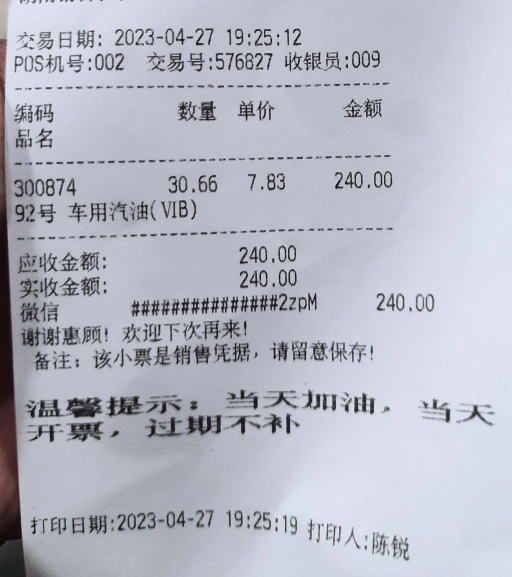 交易日期: 2023-04-27 19:25:12
POS机号:002 交易号:576827 收银员:009
编码 数量 单价 金额
品名
300874 30.66 7.83 240.00
92号 车用汽油(VIB)
应收金额: 240.00
实收金额: 240.00
微信 ##############2zpM 240.00
谢谢惠顾! 欢迎下次再来!
备注: 该小票是销售凭据, 请留意保存!
温馨提示: 当天加油, 当天
开票, 过期不补
打印日期:2023-04-27 19:25:19 打印人:陈锐